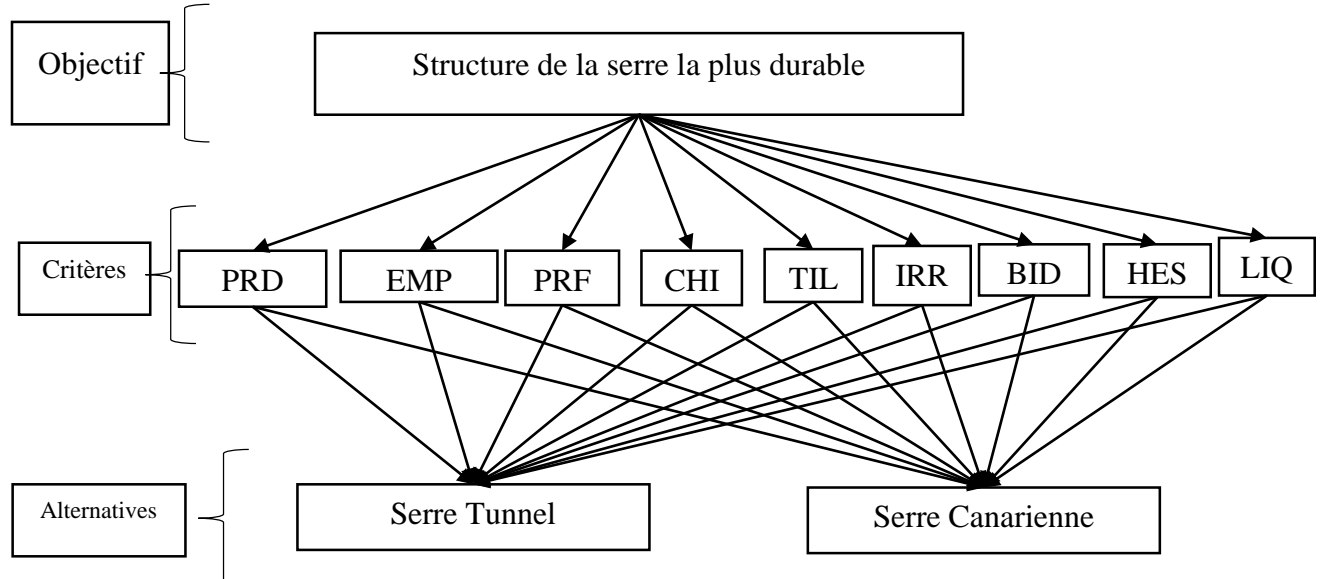 Objectif
Structure de la serre la plus durable
Critères
PRD
EMP
PRF
CHI
TIL
IRR
BID
HES
LIQ
Alternatives
Serre Tunnel
Serre Canarienne